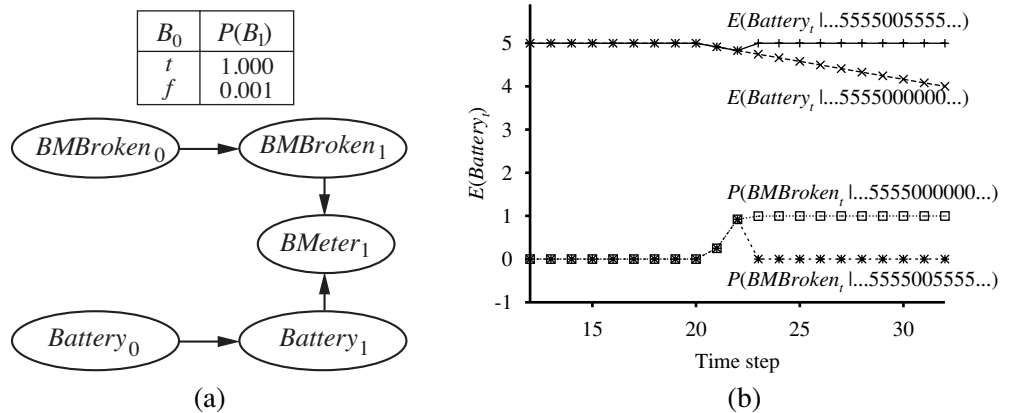 B0 P(B1)
t 1.000
f 0.001
BMBroken0
BMBroken1
BMeter1
Battery0
Battery1
(a)
E(Batteryt)
5
4
3
2
1
0
-1
15 20 25 30
Time step
E(Batteryt |...5555005555...)
E(Batteryt |...5555000000...)
P(BMBrokent |...5555000000...)
P(BMBrokent |...5555005555...)
(b)